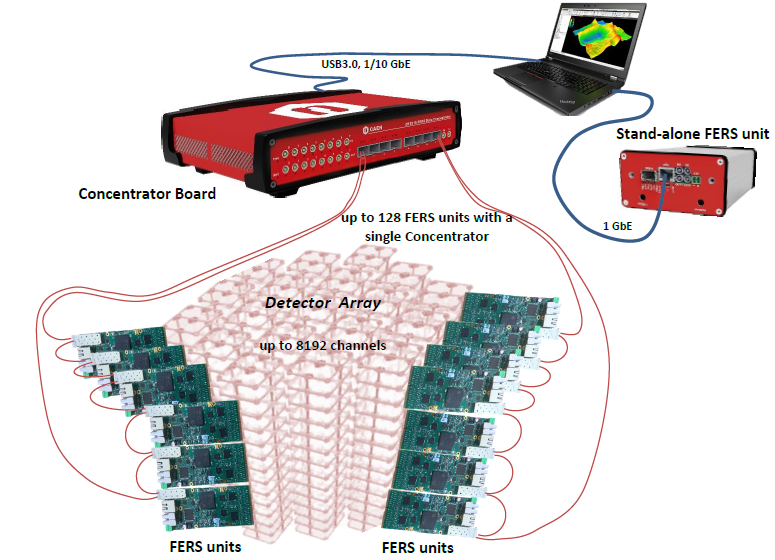 USB3.0, 1/10 GbE
Stand-alone FERS unit
CAEN
Concentrator Board
up to 128 FERS units with a
single Concentrator
1 GbE
Detector Array
up to 8192 channels
FERS units
FERS units